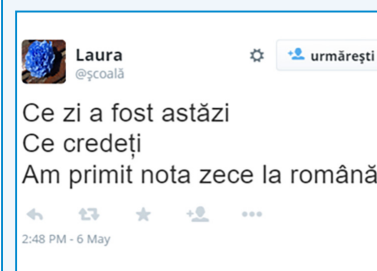 Laura
@școală
urmărești
Ce zi a fost astăzi
Ce credeți
Am primit nota zece la română
2:48 PM - 6 May